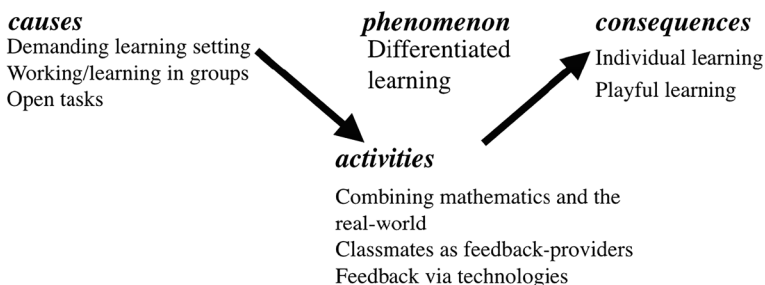 causes
Demanding learning setting
Working/learning in groups
Open tasks
phenomenon
Differentiated
learning
consequences
Individual learning
Playful learning
activities
Combining mathematics and the
real-world
Classmates as feedback-providers
Feedback via technologies